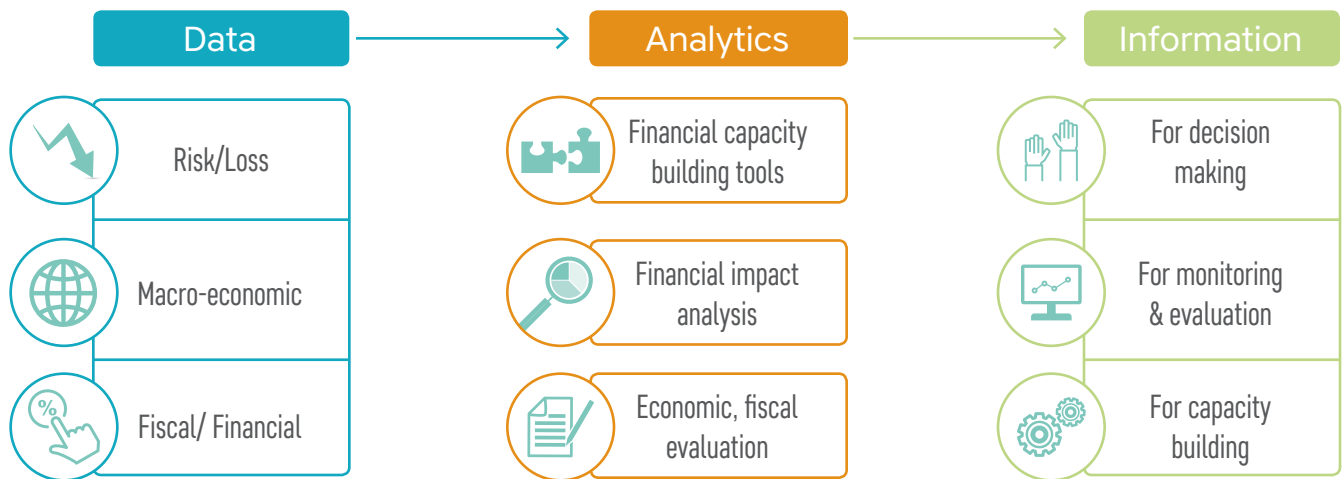 Data
Analytics
Information
Risk/Loss
Macro-economic
%
Fiscal/ Financial
Financial capacity
building tools
Financial impact
analysis
Economic, fiscal
evaluation
For decision
making
For monitoring
& evaluation
For capacity
building